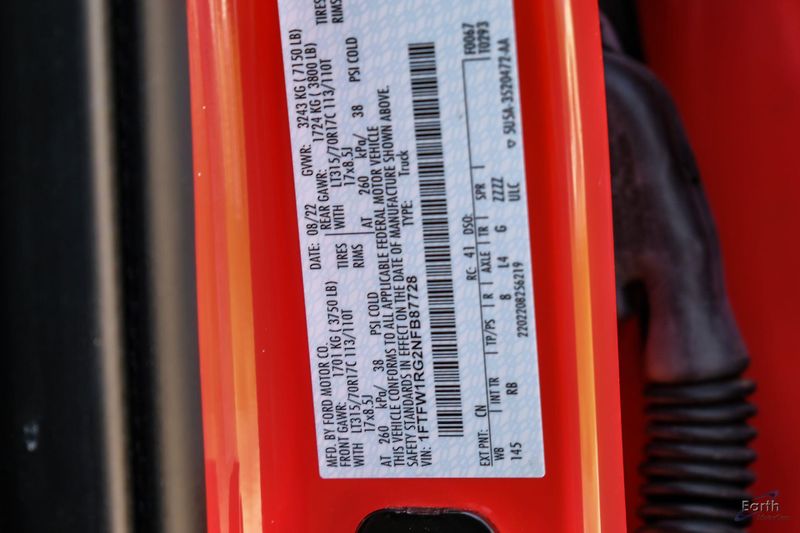 MFD. BY FORD MOTOR CO.
DATE: 08/22 GVWR: 3243 KG ( 7150 LB)
FRONT GAWR: 1701 KG ( 3750 LB) REAR GAWR: 1724 KG ( 3800 LB)
WITH LT315/70R17C 113/110T TIRES WITH LT315/70R17C 113/110T TIRES
17x8.5J RIMS 17x8.5J RIMS
AT 260 kPa/ 38 PSI COLD AT 260 kPa/ 38 PSI COLD
THIS VEHICLE CONFORMS TO ALL APPLICABLE FEDERAL MOTOR VEHICLE
SAFETY STANDARDS IN EFFECT ON THE DATE OF MANUFACTURE SHOWN ABOVE.
VIN: 1FTFW1RG2NFB87728 TYPE: Truck
F0067
T0293
EXT PNT: CN RC: 41 DSO:
WB INT TR TP/PS R AXLE TR SPR
145 RB 8 L4 G ZZZZ
2202208256219 ULC
5U5A-3520472-AA
Earth